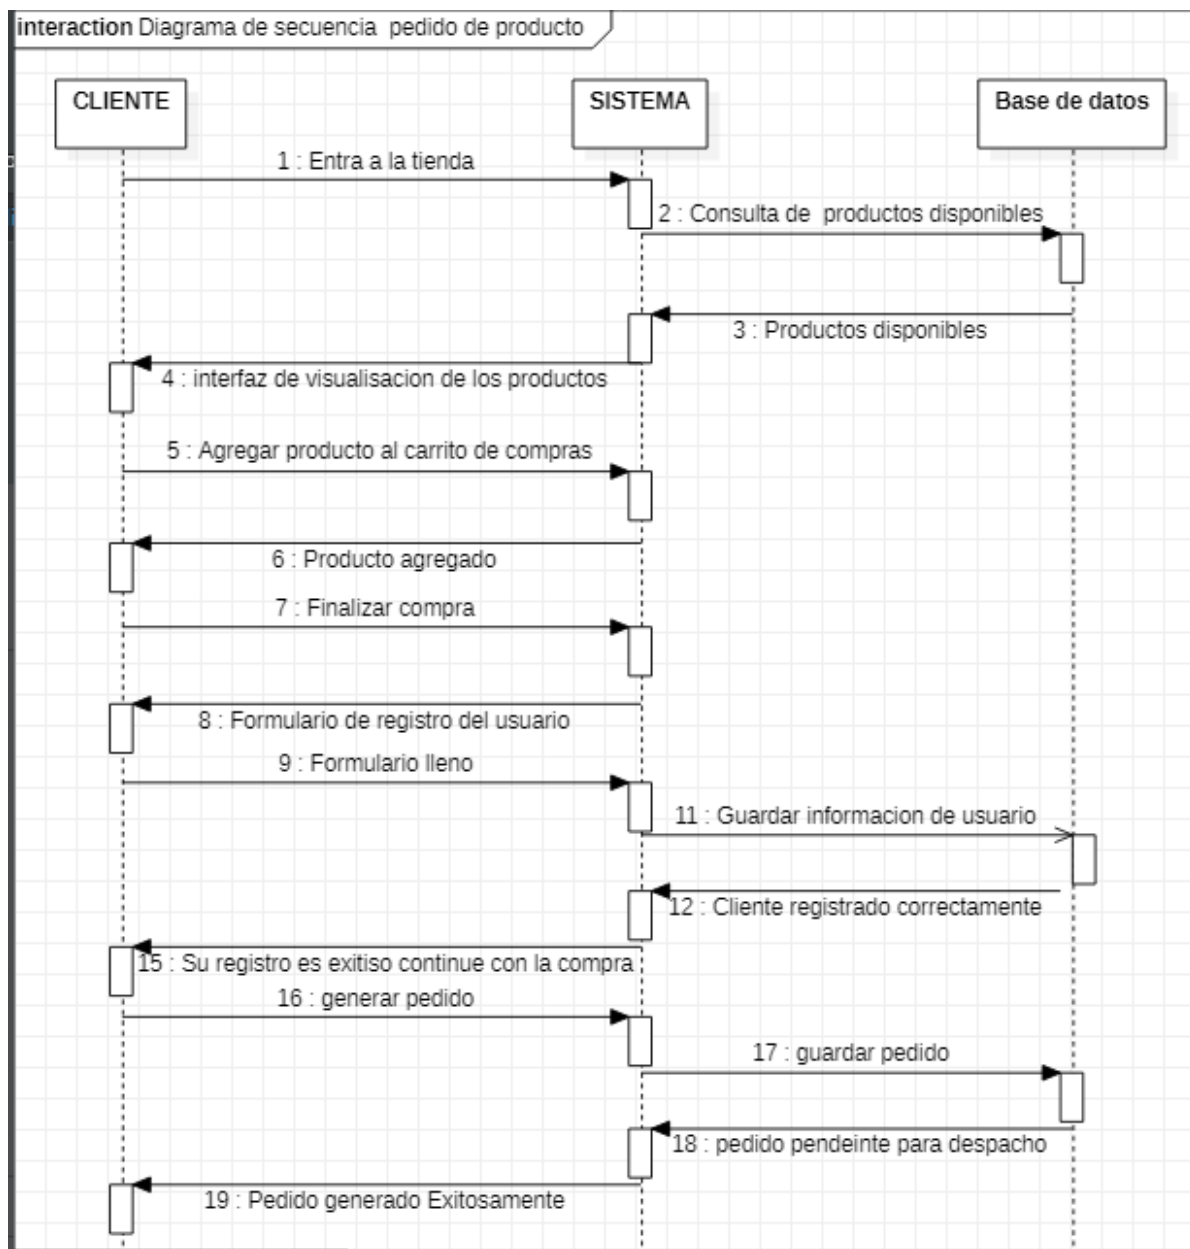 interaction Diagrama de secuencia  pedido de producto
CLIENTE
SISTEMA
Base de datos
1 : Entra a la tienda
2 : Consulta de  productos disponibles
3 : Productos disponibles
4 : interfaz de visualisacion de los productos
5 : Agregar producto al carrito de compras
6 : Producto agregado
7 : Finalizar compra
8 : Formulario de registro del usuario
9 : Formulario lleno
11 : Guardar informacion de usuario
12 : Cliente registrado correctamente
15 : Su registro es exitiso continue con la compra
16 : generar pedido
17 : guardar pedido
18 : pedido pendeinte para despacho
19 : Pedido generado Exitosamente